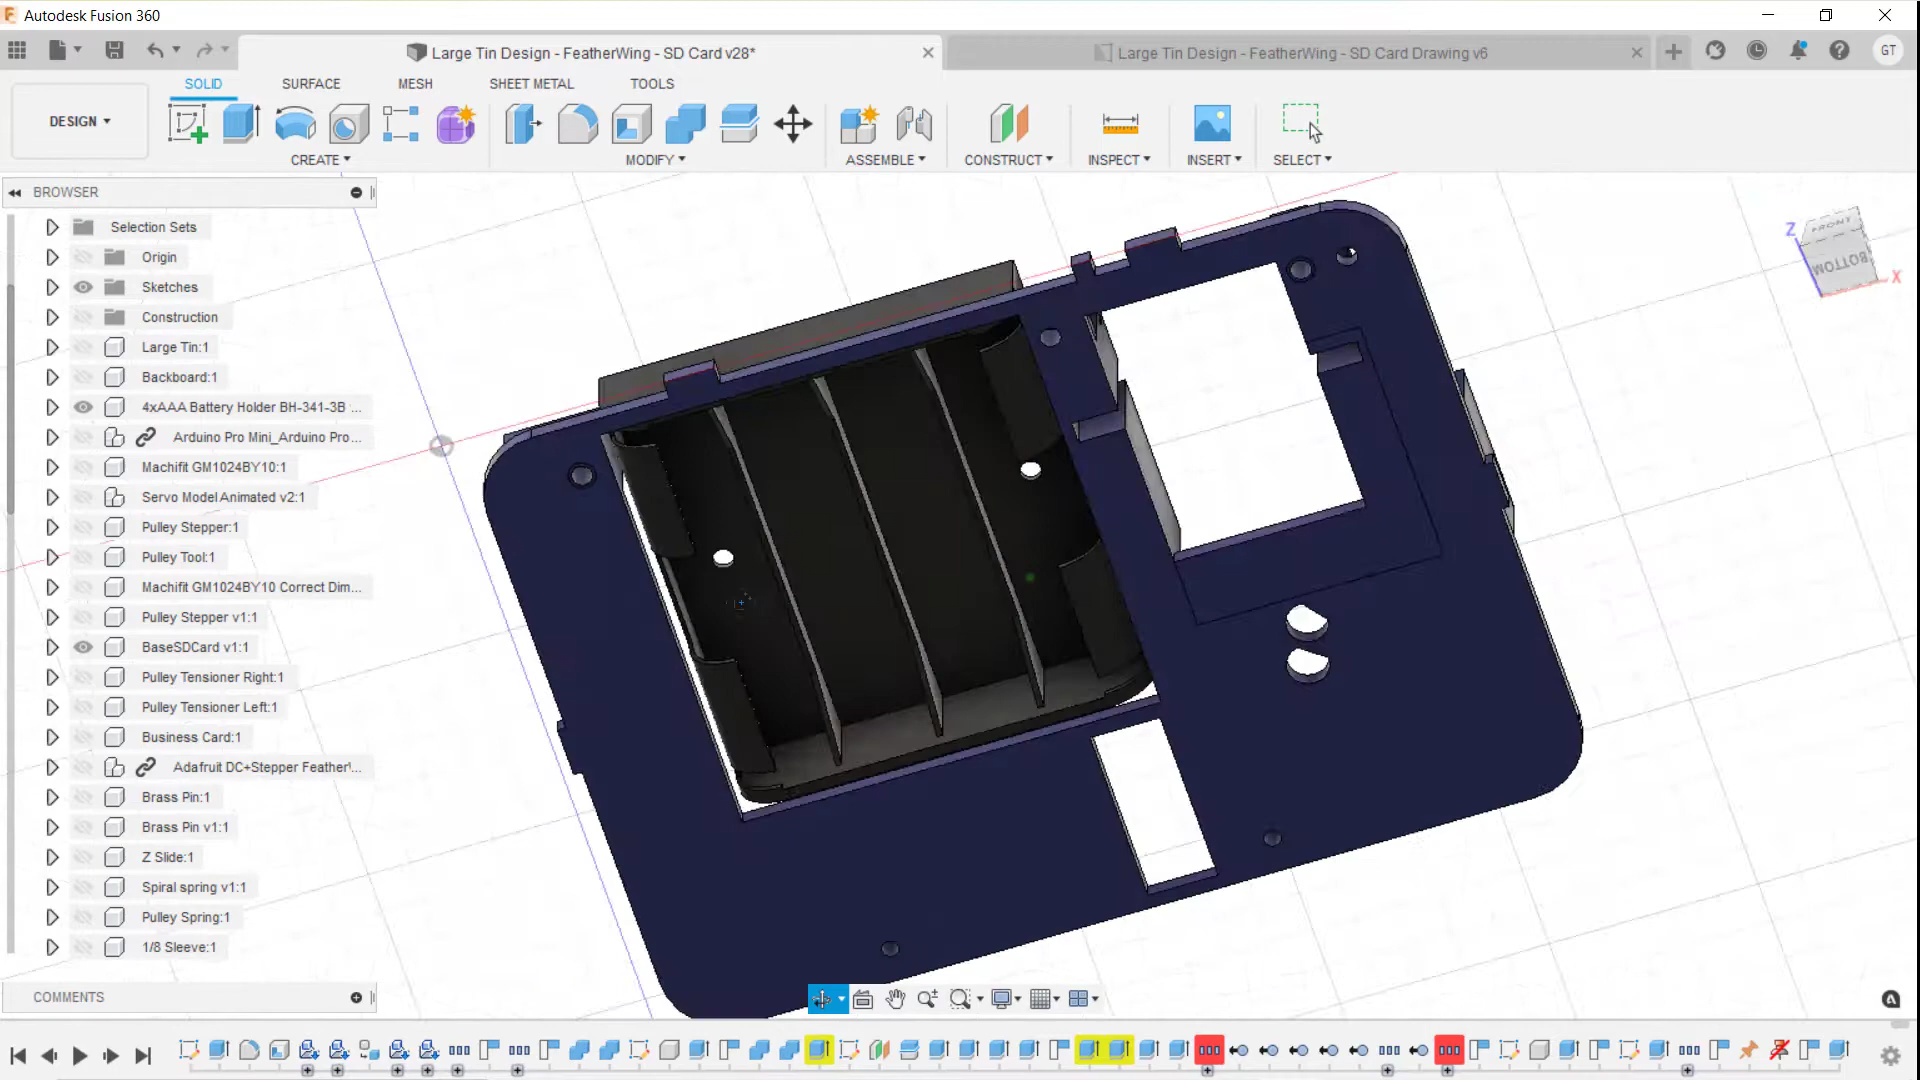 Autodesk Fusion 360
Large Tin Design - FeatherWing - SD Card v28*
Large Tin Design - FeatherWing - SD Card Drawing v6
GT
SOLID
SURFACE
MESH
SHEET METAL
TOOLS
DESIGN
CREATE
MODIFY
ASSEMBLE
CONSTRUCT
INSPECT
INSERT
SELECT
BROWSER
Selection Sets
Origin
Sketches
Construction
Large Tin:1
Backboard:1
4xAAA Battery Holder BH-341-3B ...
Arduino Pro Mini_Arduino Pro...
Machifit GM1024BY10:1
Servo Model Animated v2:1
Pulley Stepper:1
Pulley Tool:1
Machifit GM1024BY10 Correct Dim...
Pulley Stepper v1:1
BaseSDCard v1:1
Pulley Tensioner Right:1
Pulley Tensioner Left:1
Business Card:1
Adafruit DC+Stepper Feather\...
Brass Pin:1
Brass Pin v1:1
Z Slide:1
Spiral spring v1:1
Pulley Spring:1
1/8 Sleeve:1
COMMENTS
Z
FRONT
BOTTOM
X